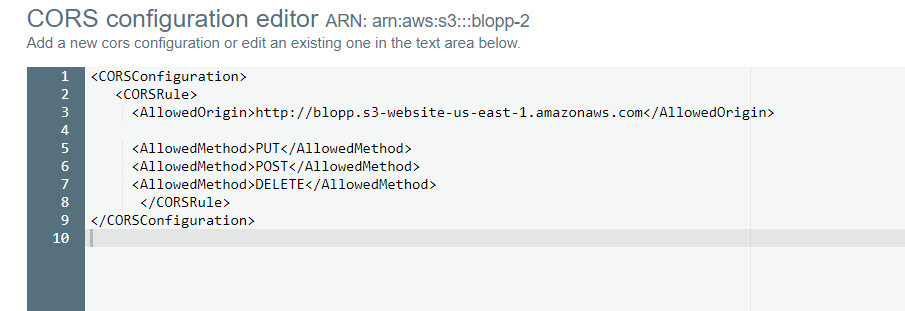 CORS configuration editor ARN: arn:aws:s3:::blopp-2
Add a new cors configuration or edit an existing one in the text area below.
1 <CORSConfiguration>
2 <CORSRule>
3 <AllowedOrigin>http://blopp.s3-website-us-east-1.amazonaws.com</AllowedOrigin>
4
5 <AllowedMethod>PUT</AllowedMethod>
6 <AllowedMethod>POST</AllowedMethod>
7 <AllowedMethod>DELETE</AllowedMethod>
8 </CORSRule>
9 </CORSConfiguration>
10